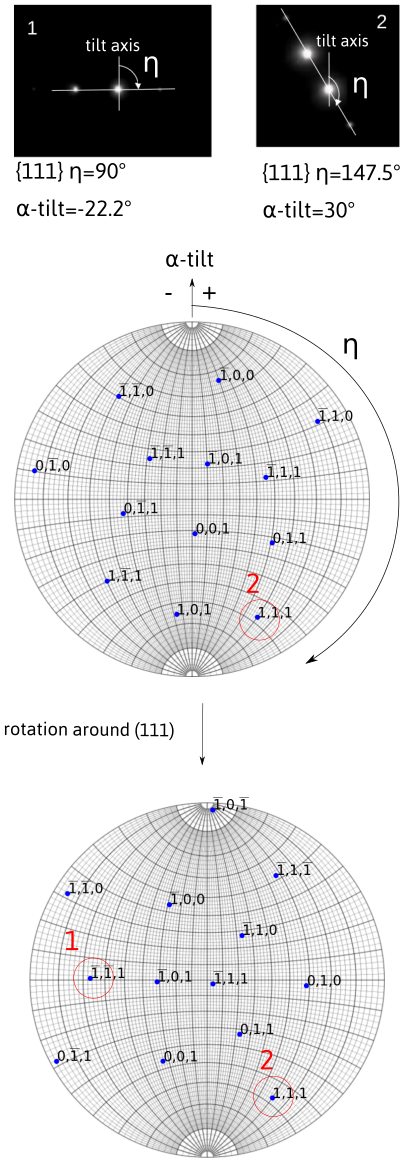 1
2
tilt axis
tilt axis
η
η
{111} η=90°
{111} η=147.5°
α-tilt=-22.2°
α-tilt=30°
α-tilt
- +
η
1̅,0,0
1̅,1̅,0
1̅,1,0
1̅,1̅,1
1̅,0,1
0,1̅,0
1̅,1,1
0,1̅,1
0,0,1
0,1,1
1,1̅,1
2
1,0,1
1,1,1
rotation around (111)
1̅,0,1̅
1̅,1,1̅
1̅,1̅,0
1̅,0,0
1̅,1,0
1
1̅,1̅,1
1̅,0,1
1̅,1,1
0,1,0
0,1,1
0,1̅,1
0,0,1
2
1,1,1